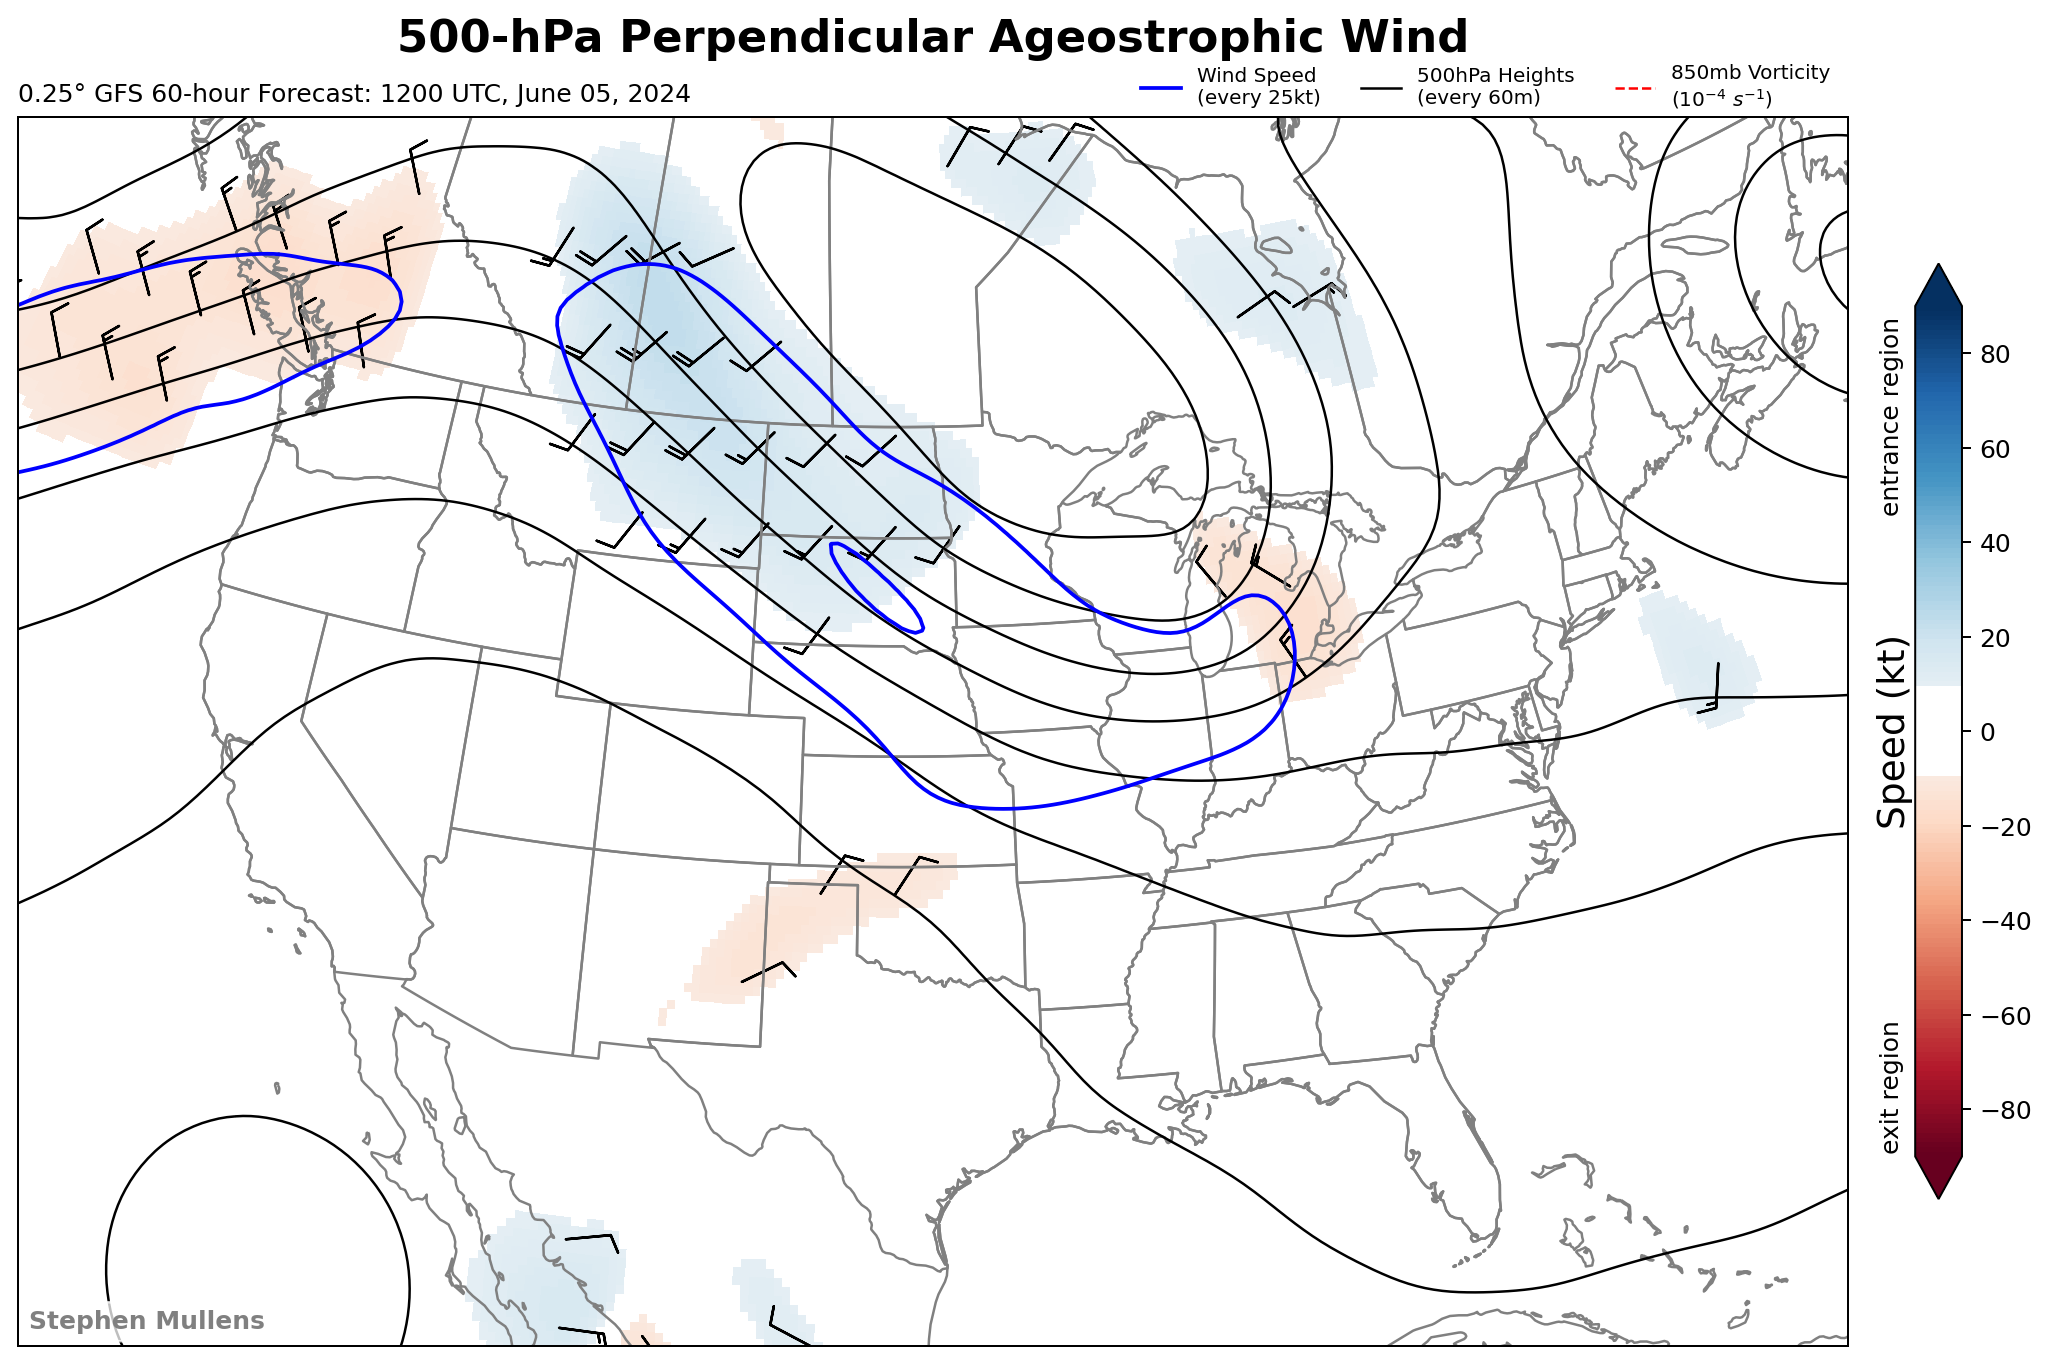 500-hPa Perpendicular Ageostrophic Wind
0.25° GFS 60-hour Forecast: 1200 UTC, June 05, 2024
Wind Speed
(every 25kt)
500hPa Heights
(every 60m)
850mb Vorticity
(10⁻⁴ s⁻¹)
entrance region
Speed (kt)
exit region
80
60
40
20
0
−20
−40
−60
−80
Stephen Mullens